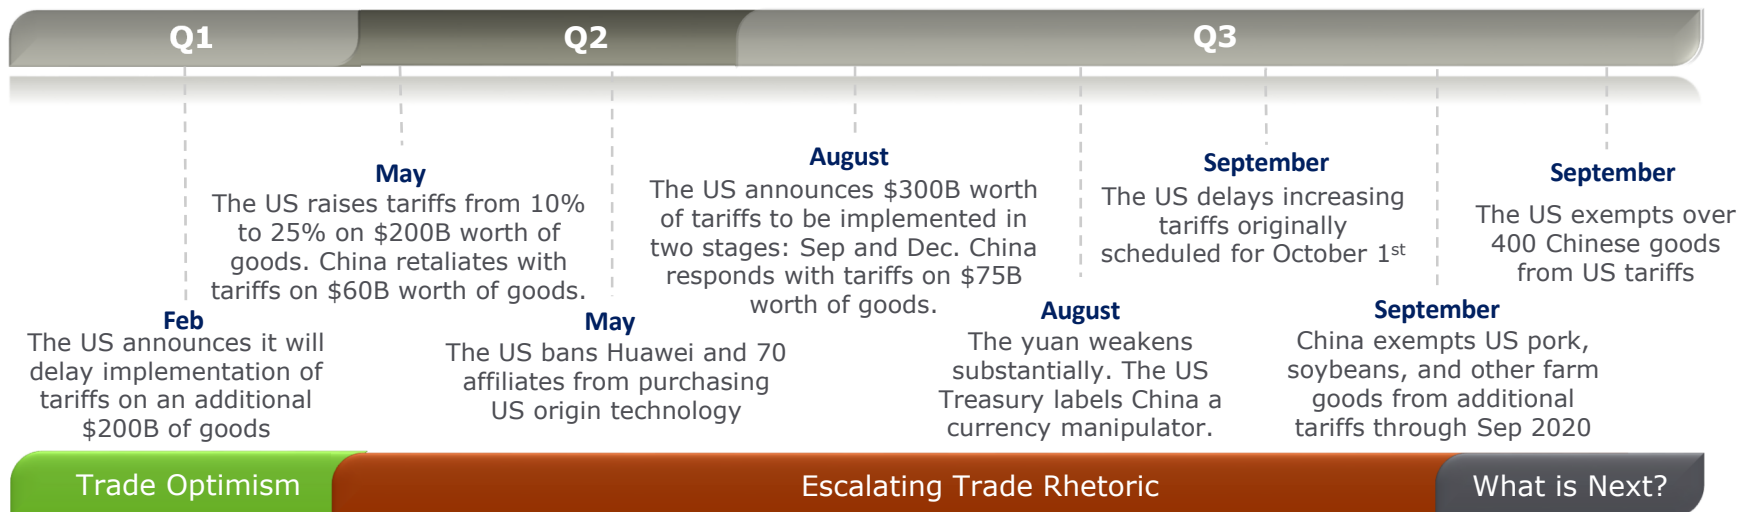 Q1
Q2
Q3
Feb
The US announces it will
delay implementation of
tariffs on an additional
$200B of goods
May
The US raises tariffs from 10%
to 25% on $200B worth of
goods. China retaliates with
tariffs on $60B worth of goods.
May
The US bans Huawei and 70
affiliates from purchasing
US origin technology
August
The US announces $300B worth
of tariffs to be implemented in
two stages: Sep and Dec. China
responds with tariffs on $75B
worth of goods.
August
The yuan weakens
substantially. The US
Treasury labels China a
currency manipulator.
September
The US delays increasing
tariffs originally
scheduled for October 1st
September
China exempts US pork,
soybeans, and other farm
goods from additional
tariffs through Sep 2020
September
The US exempts over
400 Chinese goods
from US tariffs
Trade Optimism
Escalating Trade Rhetoric
What is Next?